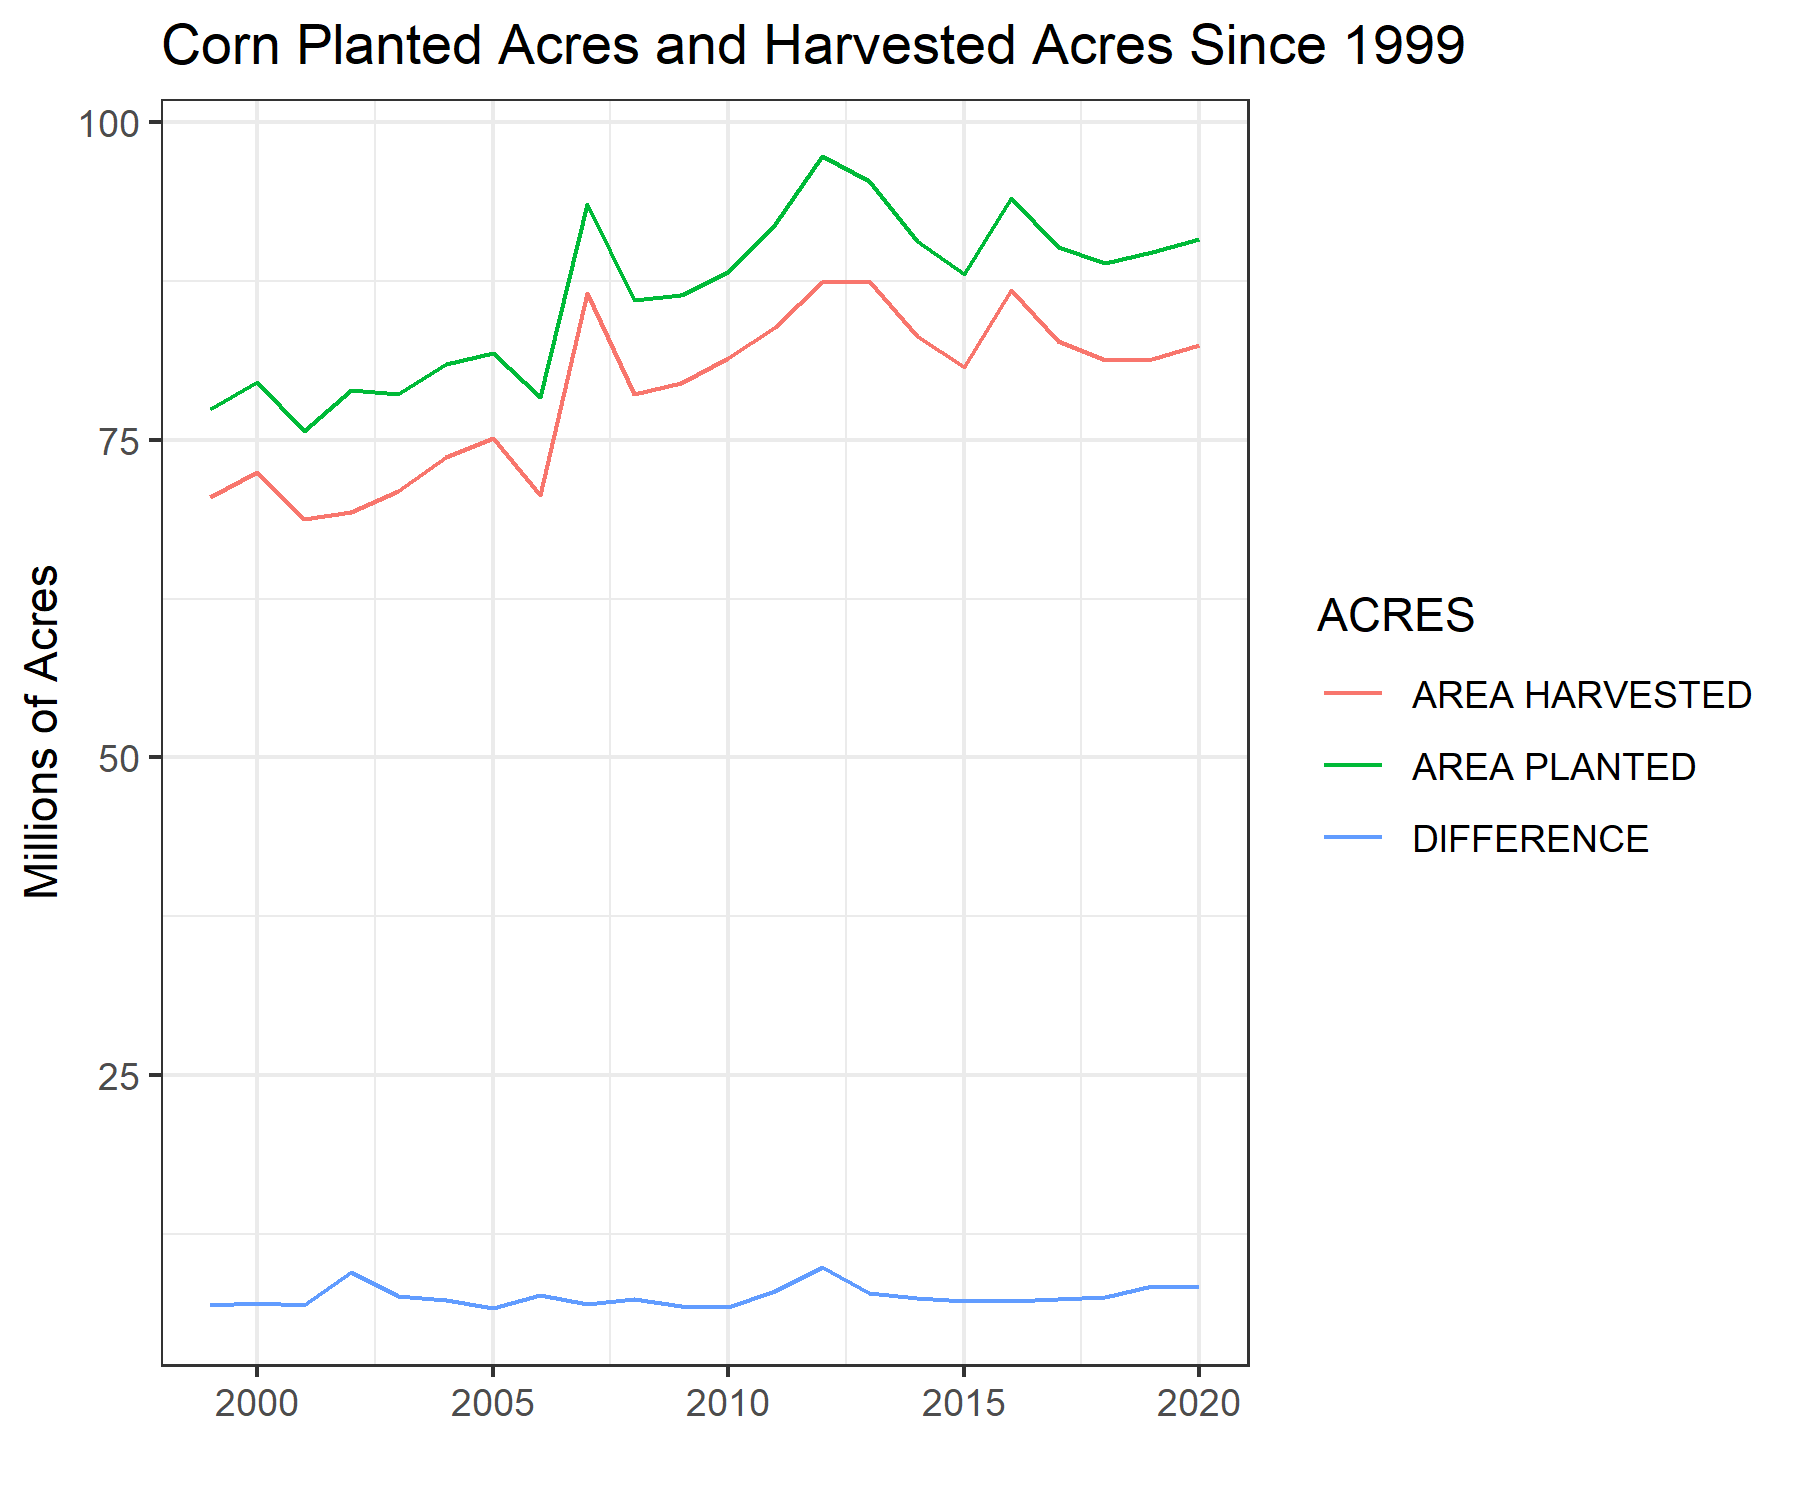 Corn Planted Acres and Harvested Acres Since 1999
100
75
50
25
Millions of Acres
2000 2005 2010 2015 2020
ACRES
AREA HARVESTED
AREA PLANTED
DIFFERENCE